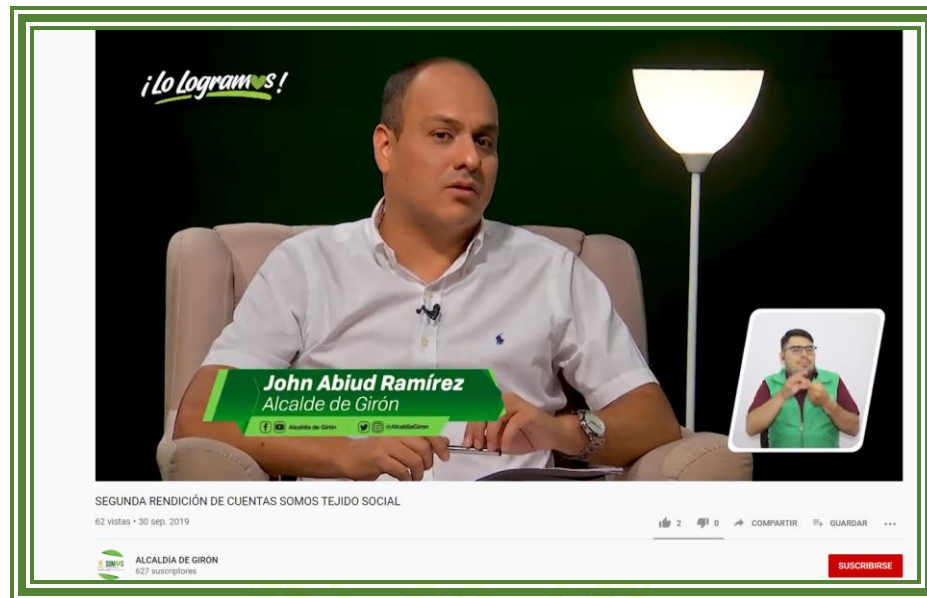 ¡Lo Logramos!
John Abiud Ramírez
Alcalde de Girón
Alcaldía de Girón @AlcaldiaGiron
SEGUNDA RENDICIÓN DE CUENTAS SOMOS TEJIDO SOCIAL
62 vistas • 30 sep. 2019
2 0 COMPARTIR GUARDAR
SOMOS
ALCALDÍA DE GIRÓN
627 suscriptores
SUSCRIBIRSE